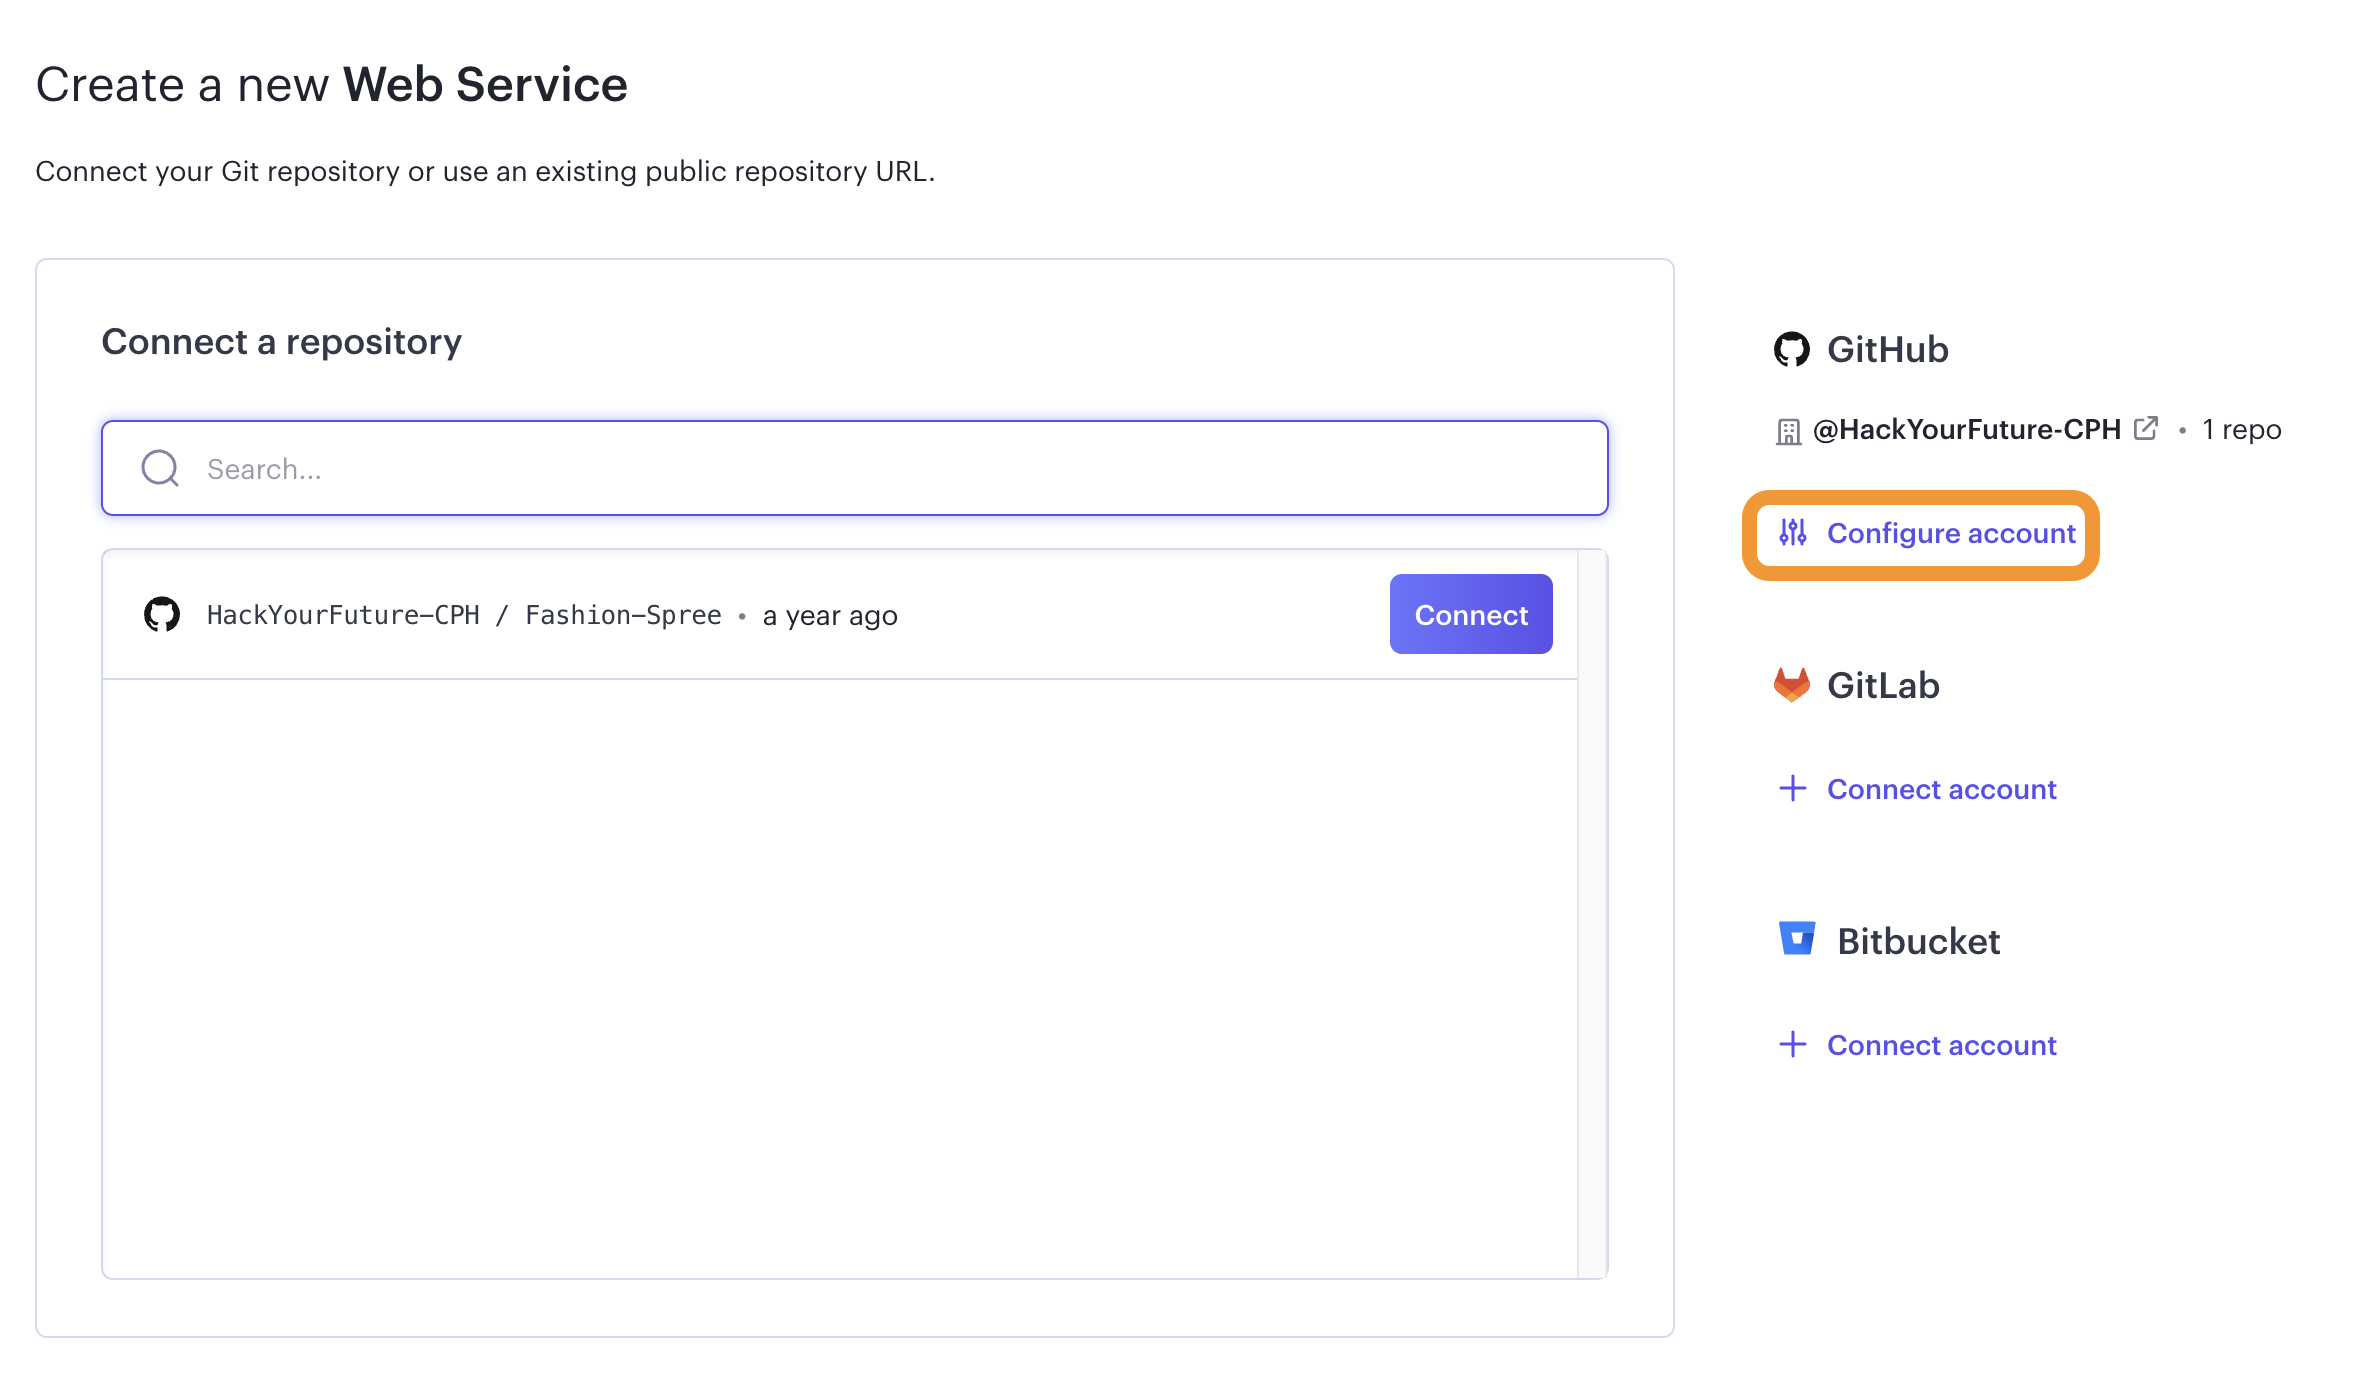 Create a new Web Service
Connect your Git repository or use an existing public repository URL.
Connect a repository
Search...
HackYourFuture-CPH / Fashion-Spree • a year ago
Connect
GitHub
@HackYourFuture-CPH • 1 repo
Configure account
GitLab
Connect account
Bitbucket
Connect account